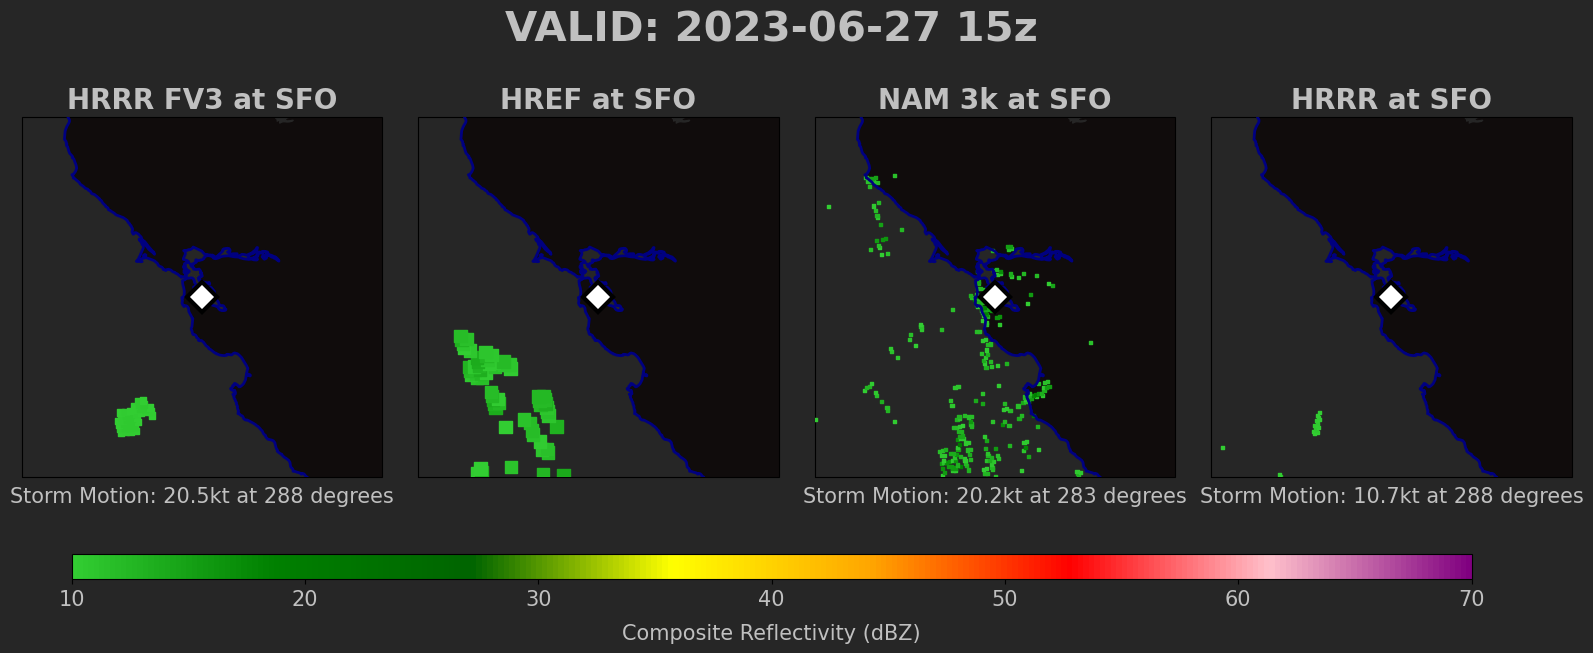 VALID: 2023-06-27 15z
HRRR FV3 at SFO
HREF at SFO
NAM 3k at SFO
HRRR at SFO
Storm Motion: 20.5kt at 288 degrees
Storm Motion: 20.2kt at 283 degrees
Storm Motion: 10.7kt at 288 degrees
10 20 30 40 50 60 70
Composite Reflectivity (dBZ)